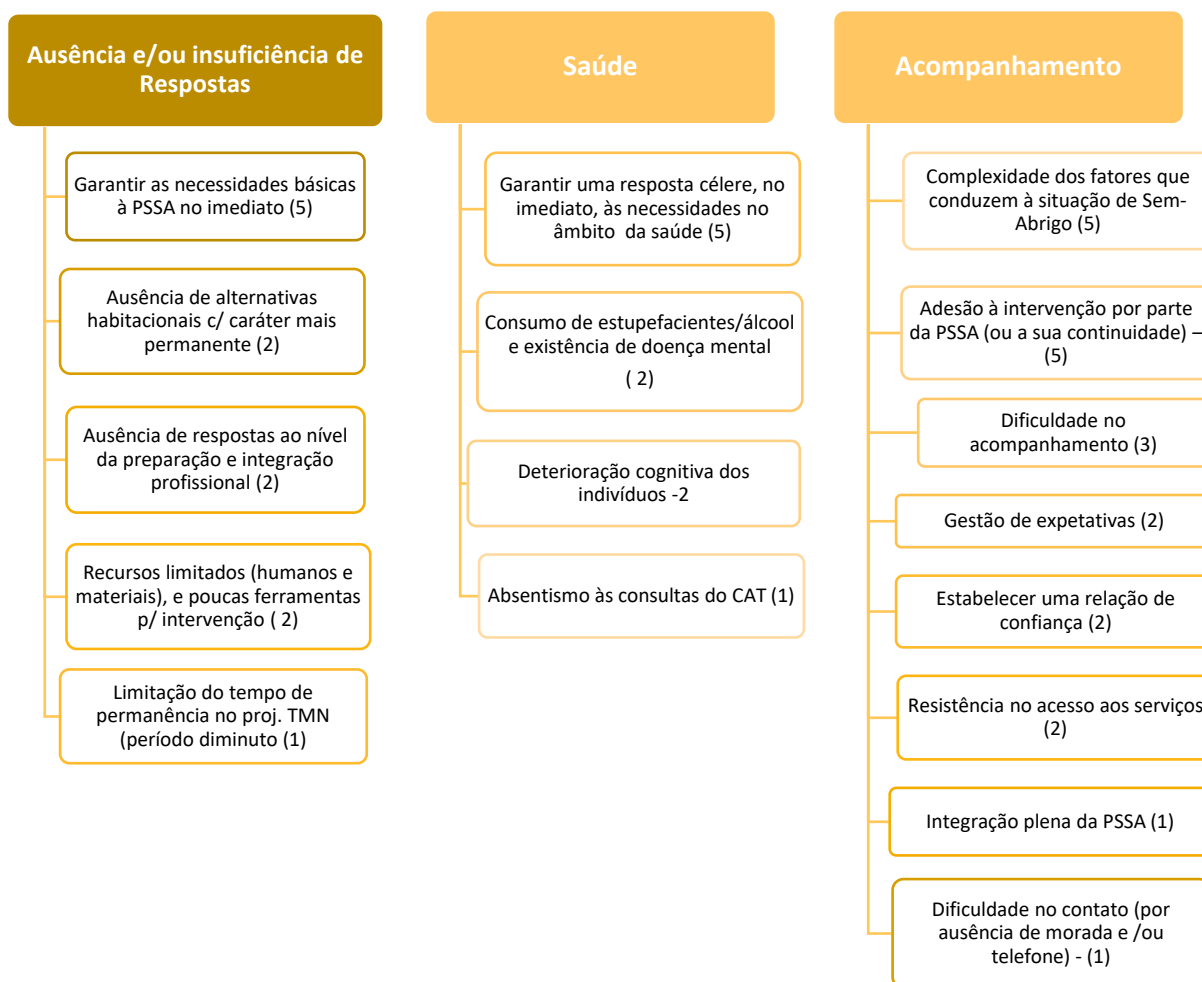 Ausência e/ou insuficiência de
Respostas
Garantir as necessidades básicas
à PSSA no imediato (5)
Ausência de alternativas
habitacionais c/ caráter mais
permanente (2)
Ausência de respostas ao nível
da preparação e integração
profissional (2)
Recursos limitados (humanos e
materiais), e poucas ferramentas
p/ intervenção ( 2)
Limitação do tempo de
permanência no proj. TMN
(período diminuto (1)
Saúde
Garantir uma resposta célere, no
imediato, às necessidades no
âmbito  da saúde (5)
Consumo de estupefacientes/álcool
e existência de doença mental
( 2)
Deterioração cognitiva dos
indivíduos -2
Absentismo às consultas do CAT (1)
Acompanhamento
Complexidade dos fatores que
conduzem à situação de Sem-
Abrigo (5)
Adesão à intervenção por parte
da PSSA (ou a sua continuidade) –
(5)
Dificuldade no
acompanhamento (3)
Gestão de expetativas (2)
Estabelecer uma relação de
confiança (2)
Resistência no acesso aos serviços
(2)
Integração plena da PSSA (1)
Dificuldade no contato (por
ausência de morada e /ou
telefone) - (1)